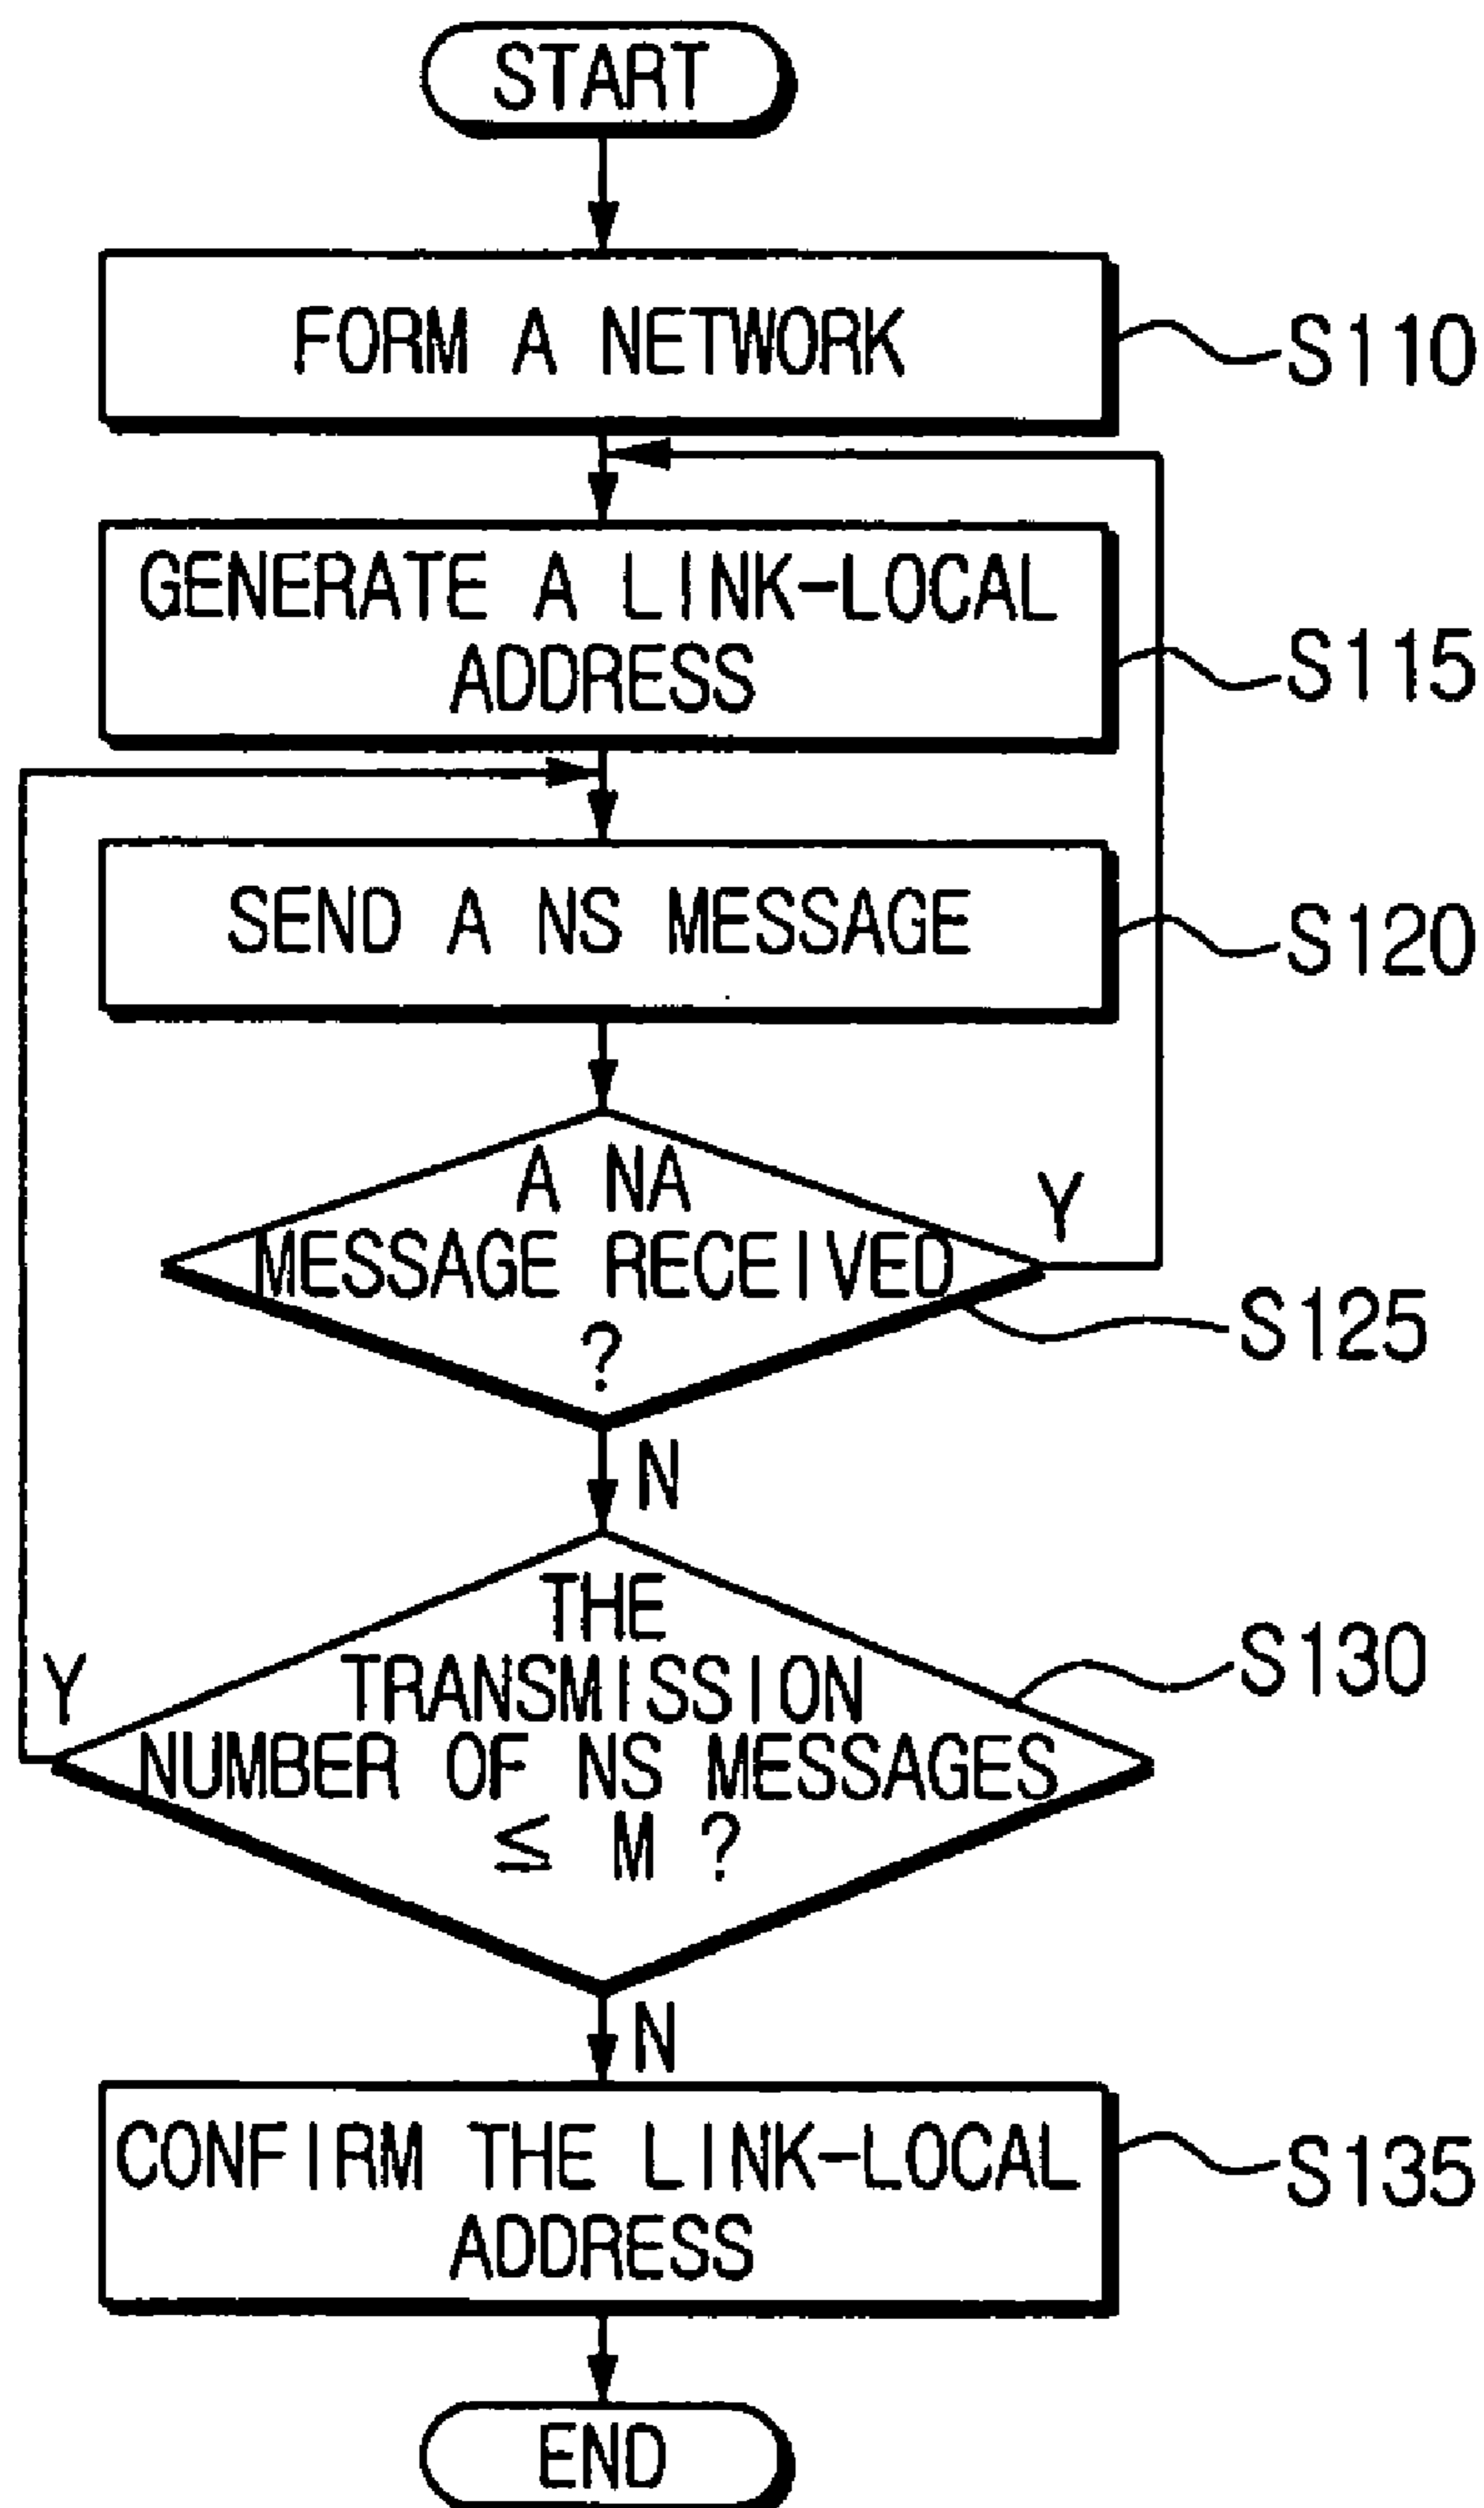 START
FORM A NETWORK
S110
GENERATE A LINK-LOCAL
ADDRESS
S115
SEND A NS MESSAGE
S120
A NA
MESSAGE RECEIVED
?
Y
S125
N
THE
TRANSMISSION
NUMBER OF NS MESSAGES
≤ M ?
S130
Y
N
CONFIRM THE LINK-LOCAL
ADDRESS
S135
END